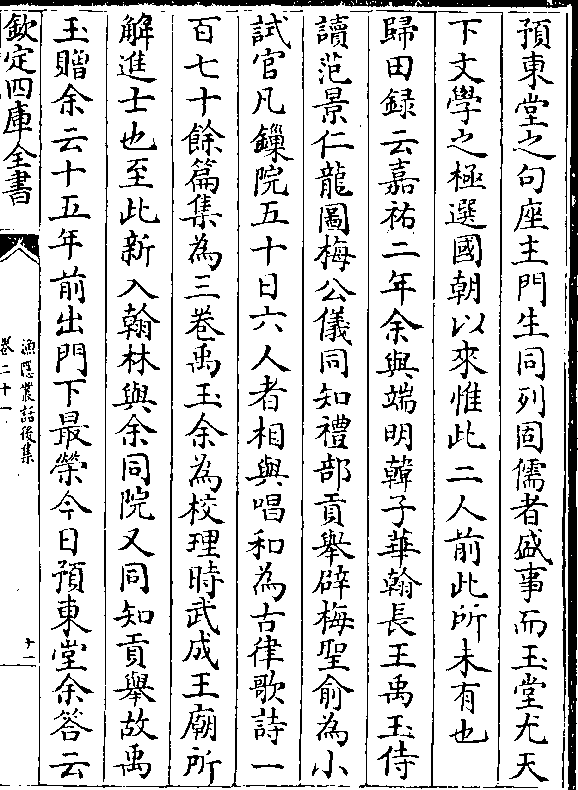 預東堂之句座主門生同列固儒者盛事而玉堂尤天
下文學之極選國朝以來惟此二人前此所未有也
歸田録云嘉祐二年余與端明韓子華翰長王禹玉侍
讀范景仁龍圖梅公儀同知禮部貢舉辟梅聖俞為小
試官凡鏁院五十日六人者相與唱和為古律歌詩一
百七十餘篇集為三卷禹玉余為校理時武成王廟所
解進士也至此新入翰林與余同院又同知貢舉故禹
玉贈余云十五年前出門下最榮今日預東堂余答云
欽定四庫全書
漁隱叢話後集
卷二十一
十二